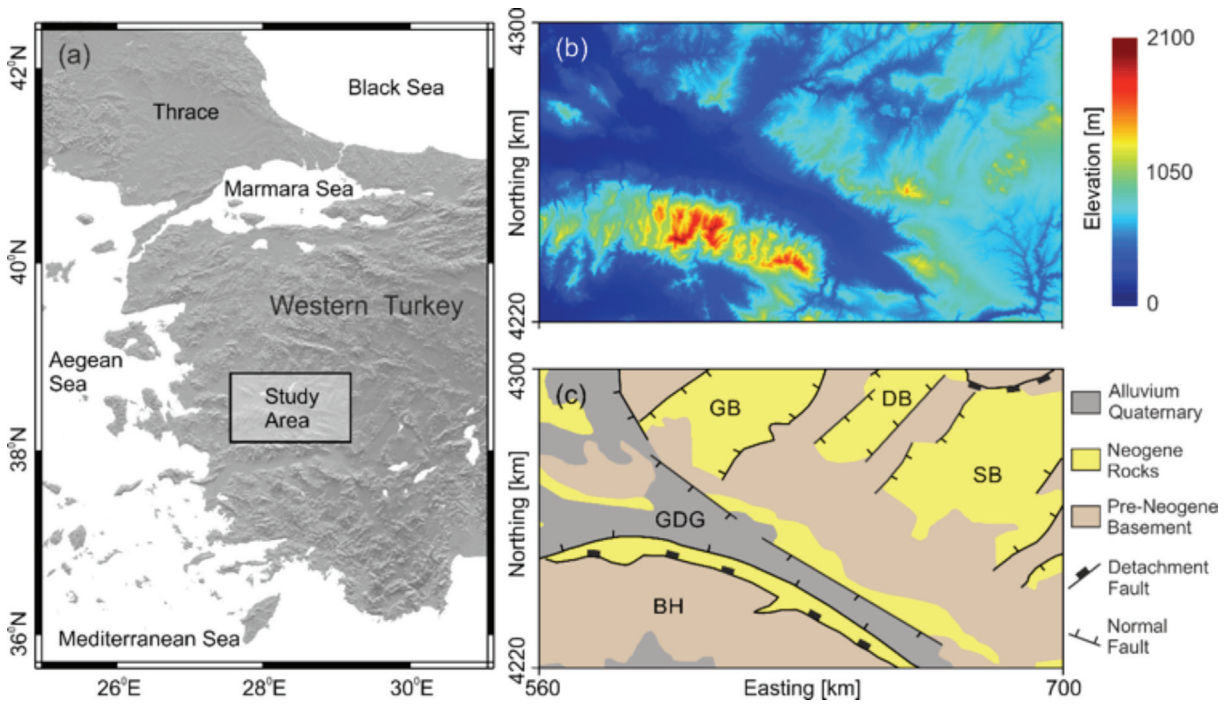 (a)
Black Sea
Thrace
Marmara Sea
Western Turkey
Aegean
Sea
Study
Area
Mediterranean Sea
42°N
40°N
38°N
36°N
26°E
28°E
30°E
(b)
4300
Northing [km]
4220
560
700
2100
1050
0
Elevation [m]
(c)
4300
Northing [km]
4220
GB
DB
SB
GDG
BH
560
Easting [km]
700
Alluvium
Quaternary
Neogene
Rocks
Pre-Neogene
Basement
Detachment
Fault
Normal
Fault